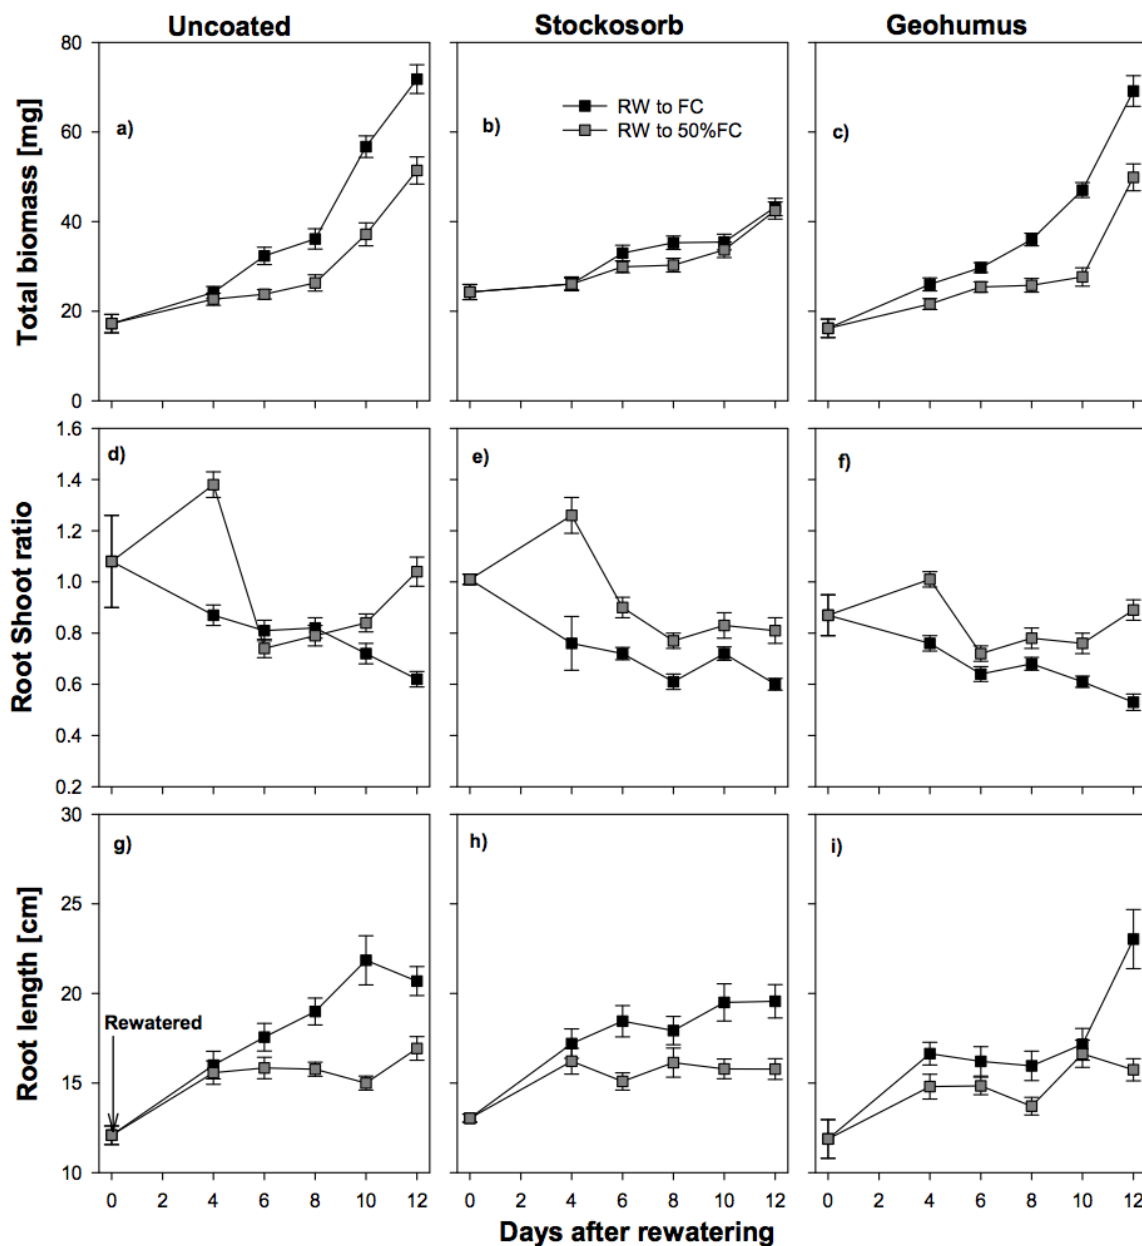 Uncoated Stockosorb Geohumus
Total biomass [mg]
80
60
40
20
0
a)
b)
RW to FC
RW to 50%FC
c)
Root Shoot ratio
1.6
1.4
1.2
1.0
0.8
0.6
0.4
0.2
d)
e)
f)
Root length [cm]
30
25
20
15
10
g)
Rewatered
h)
i)
0 2 4 6 8 10 12 0 2 4 6 8 10 12 0 2 4 6 8 10 12
Days after rewatering